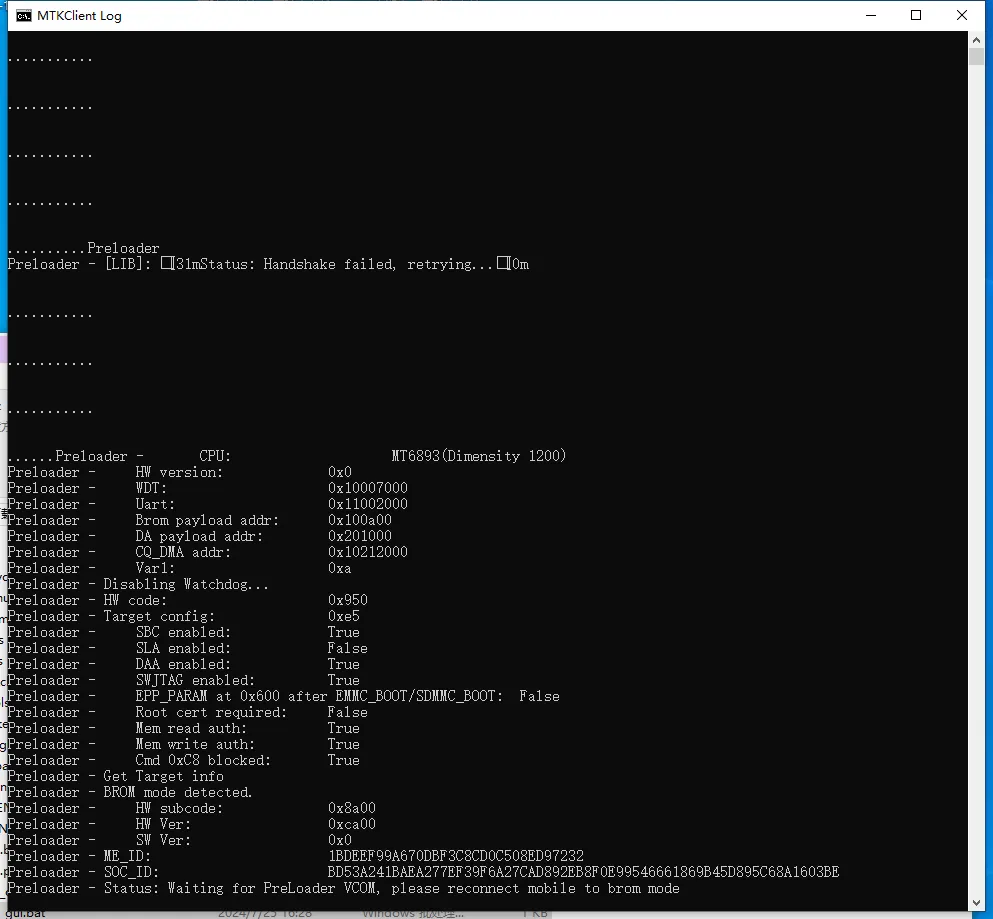 MTKClient Log
...........
...........
...........
...........
..........Preloader
Preloader - [LIB]: □[31mStatus: Handshake failed, retrying...□[0m
...........
...........
...........
......Preloader - CPU: MT6893(Dimensity 1200)
Preloader - HW version: 0x0
Preloader - WDT: 0x10007000
Preloader - Uart: 0x11002000
Preloader - Brom payload addr: 0x100a00
Preloader - DA payload addr: 0x201000
Preloader - CQ_DMA addr: 0x10212000
Preloader - Var1: 0xa
Preloader - Disabling Watchdog...
Preloader - HW code: 0x950
Preloader - Target config: 0xe5
Preloader - SBC enabled: True
Preloader - SLA enabled: False
Preloader - DAA enabled: True
Preloader - SWJTAG enabled: True
Preloader - EPP_PARAM at 0x600 after EMMC_BOOT/SDMMC_BOOT: False
Preloader - Root cert required: False
Preloader - Mem read auth: True
Preloader - Mem write auth: True
Preloader - Cmd 0xC8 blocked: True
Preloader - Get Target info
Preloader - BROM mode detected.
Preloader - HW subcode: 0x8a00
Preloader - HW Ver: 0xca00
Preloader - SW Ver: 0x0
Preloader - ME_ID: 1BDEEF99A670DBF3C8CD0C508ED97232
Preloader - SOC_ID: BD53A241BAEA277EF39F6A27CAD892EB8F0E99546661869B45D895C68A1603BE
Preloader - Status: Waiting for PreLoader VCOM, please reconnect mobile to brom mode
gui.bat 2024/7/25 16:28 Windows 批处理... 1 KB